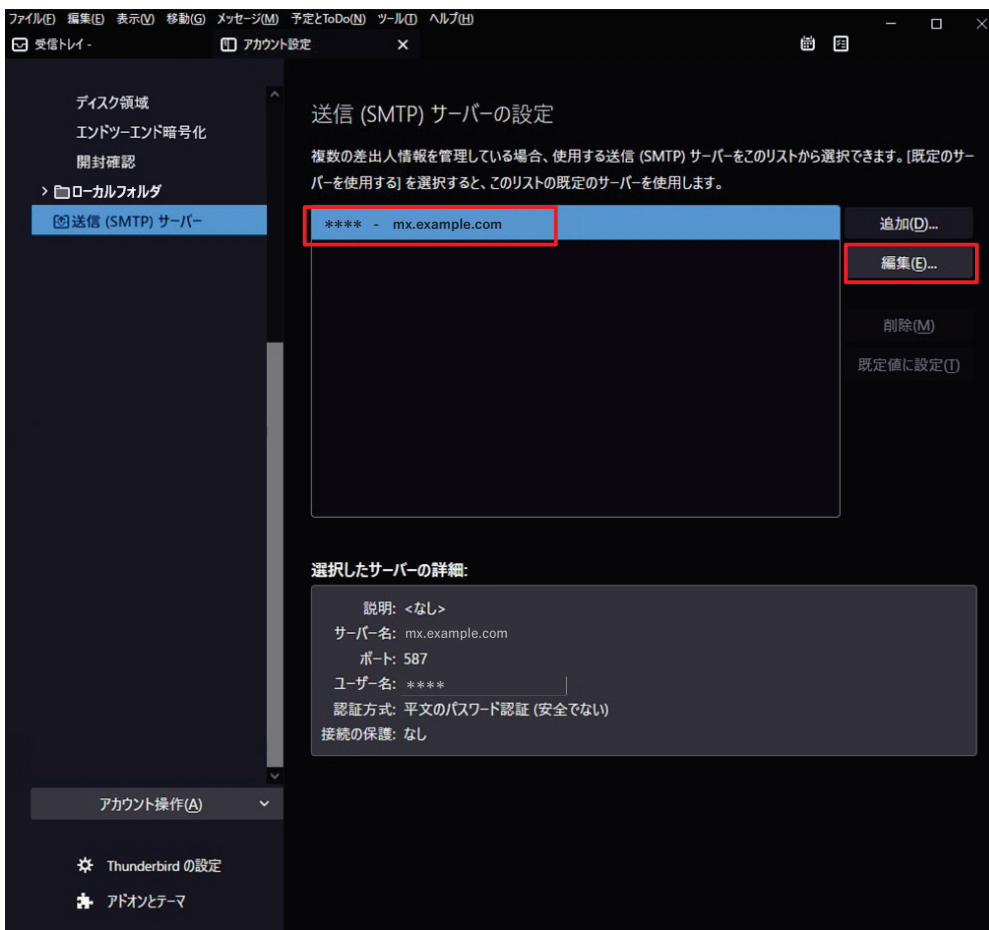 ファイル(F) 編集(E) 表示(V) 移動(G) メッセージ(M) 予定とToDo(N) ツール(T) ヘルプ(H)
受信トレイ - アカウント設定
ディスク領域
エンドツーエンド暗号化
開封確認
ローカルフォルダ
送信 (SMTP) サーバー
送信 (SMTP) サーバーの設定
複数の差出人情報を管理している場合、使用する送信 (SMTP) サーバーをこのリストから選択できます。[既定のサー
バーを使用する] を選択すると、このリストの既定のサーバーを使用します。
**** - mx.example.com
追加(D)...
編集(E)...
削除(M)
既定値に設定(T)
選択したサーバーの詳細:
説明: <なし>
サーバー名: mx.example.com
ポート: 587
ユーザー名: ****
認証方式: 平文のパスワード認証 (安全でない)
接続の保護: なし
アカウント操作(A)
Thunderbird の設定
アドオンとテーマ